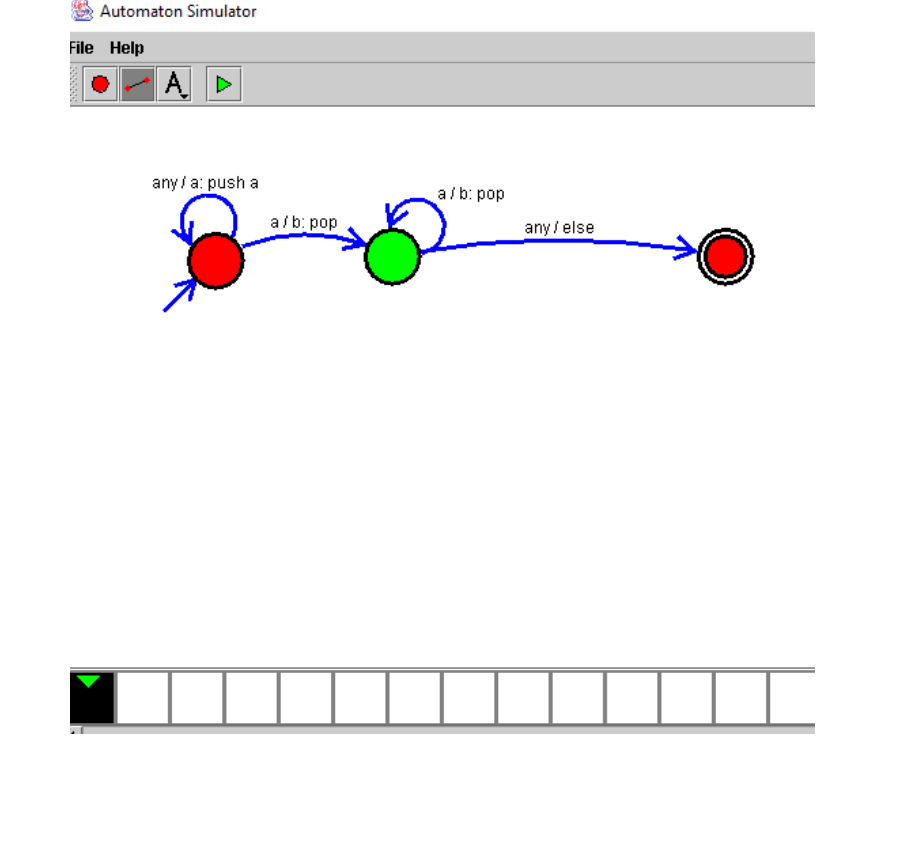 Automaton Simulator
File Help
A
any / a: push a
a / b: pop
a / b: pop
any / else